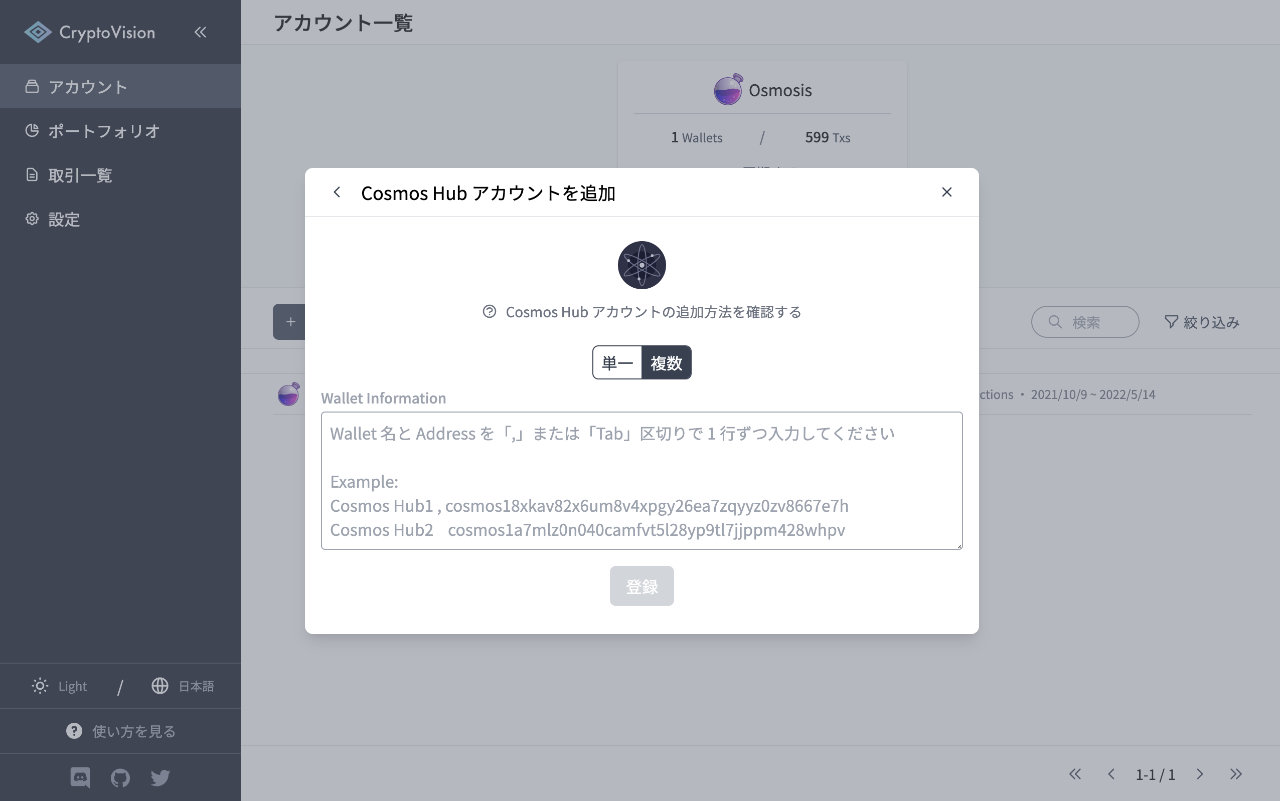 CryptoVision
アカウント
ポートフォリオ
取引一覧
設定
Light / 日本語
使い方を見る
アカウント一覧
Osmosis
1 Wallets / 599 Txs
Cosmos Hub アカウントを追加
Cosmos Hub アカウントの追加方法を確認する
単一 複数
Wallet Information
Wallet 名と Address を「,」または「Tab」区切りで 1 行ずつ入力してください
Example:
Cosmos Hub1 , cosmos18xkav82x6um8v4xpgy26ea7zqyyz0zv8667e7h
Cosmos Hub2 cosmos1a7mlz0n040camfvt5l28yp9tl7jjppm428whpv
登録
+
検索
絞り込み
ctions • 2021/10/9 ~ 2022/5/14
1-1 / 1